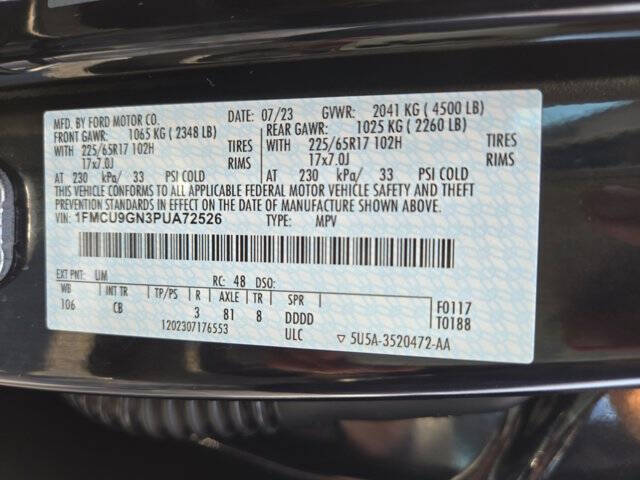 MFD. BY FORD MOTOR CO. DATE: 07/23 GVWR: 2041 KG ( 4500 LB)
FRONT GAWR: 1065 KG ( 2348 LB) REAR GAWR: 1025 KG ( 2260 LB)
WITH 225/65R17 102H TIRES WITH 225/65R17 102H TIRES
17x7.0J RIMS 17x7.0J RIMS
AT 230 kPa/ 33 PSI COLD AT 230 kPa/ 33 PSI COLD
THIS VEHICLE CONFORMS TO ALL APPLICABLE FEDERAL MOTOR VEHICLE SAFETY AND THEFT
PREVENTION STANDARDS IN EFFECT ON THE DATE OF MANUFACTURE SHOWN ABOVE.
VIN: 1FMCU9GN3PUA72526 TYPE: MPV
EXT PNT: UM RC: 48 DSO:
WB INT TR TP/PS R AXLE TR SPR F0117
106 CB 3 81 8 DDDD T0188
1202307176553 ULC ▽ 5U5A-3520472-AA